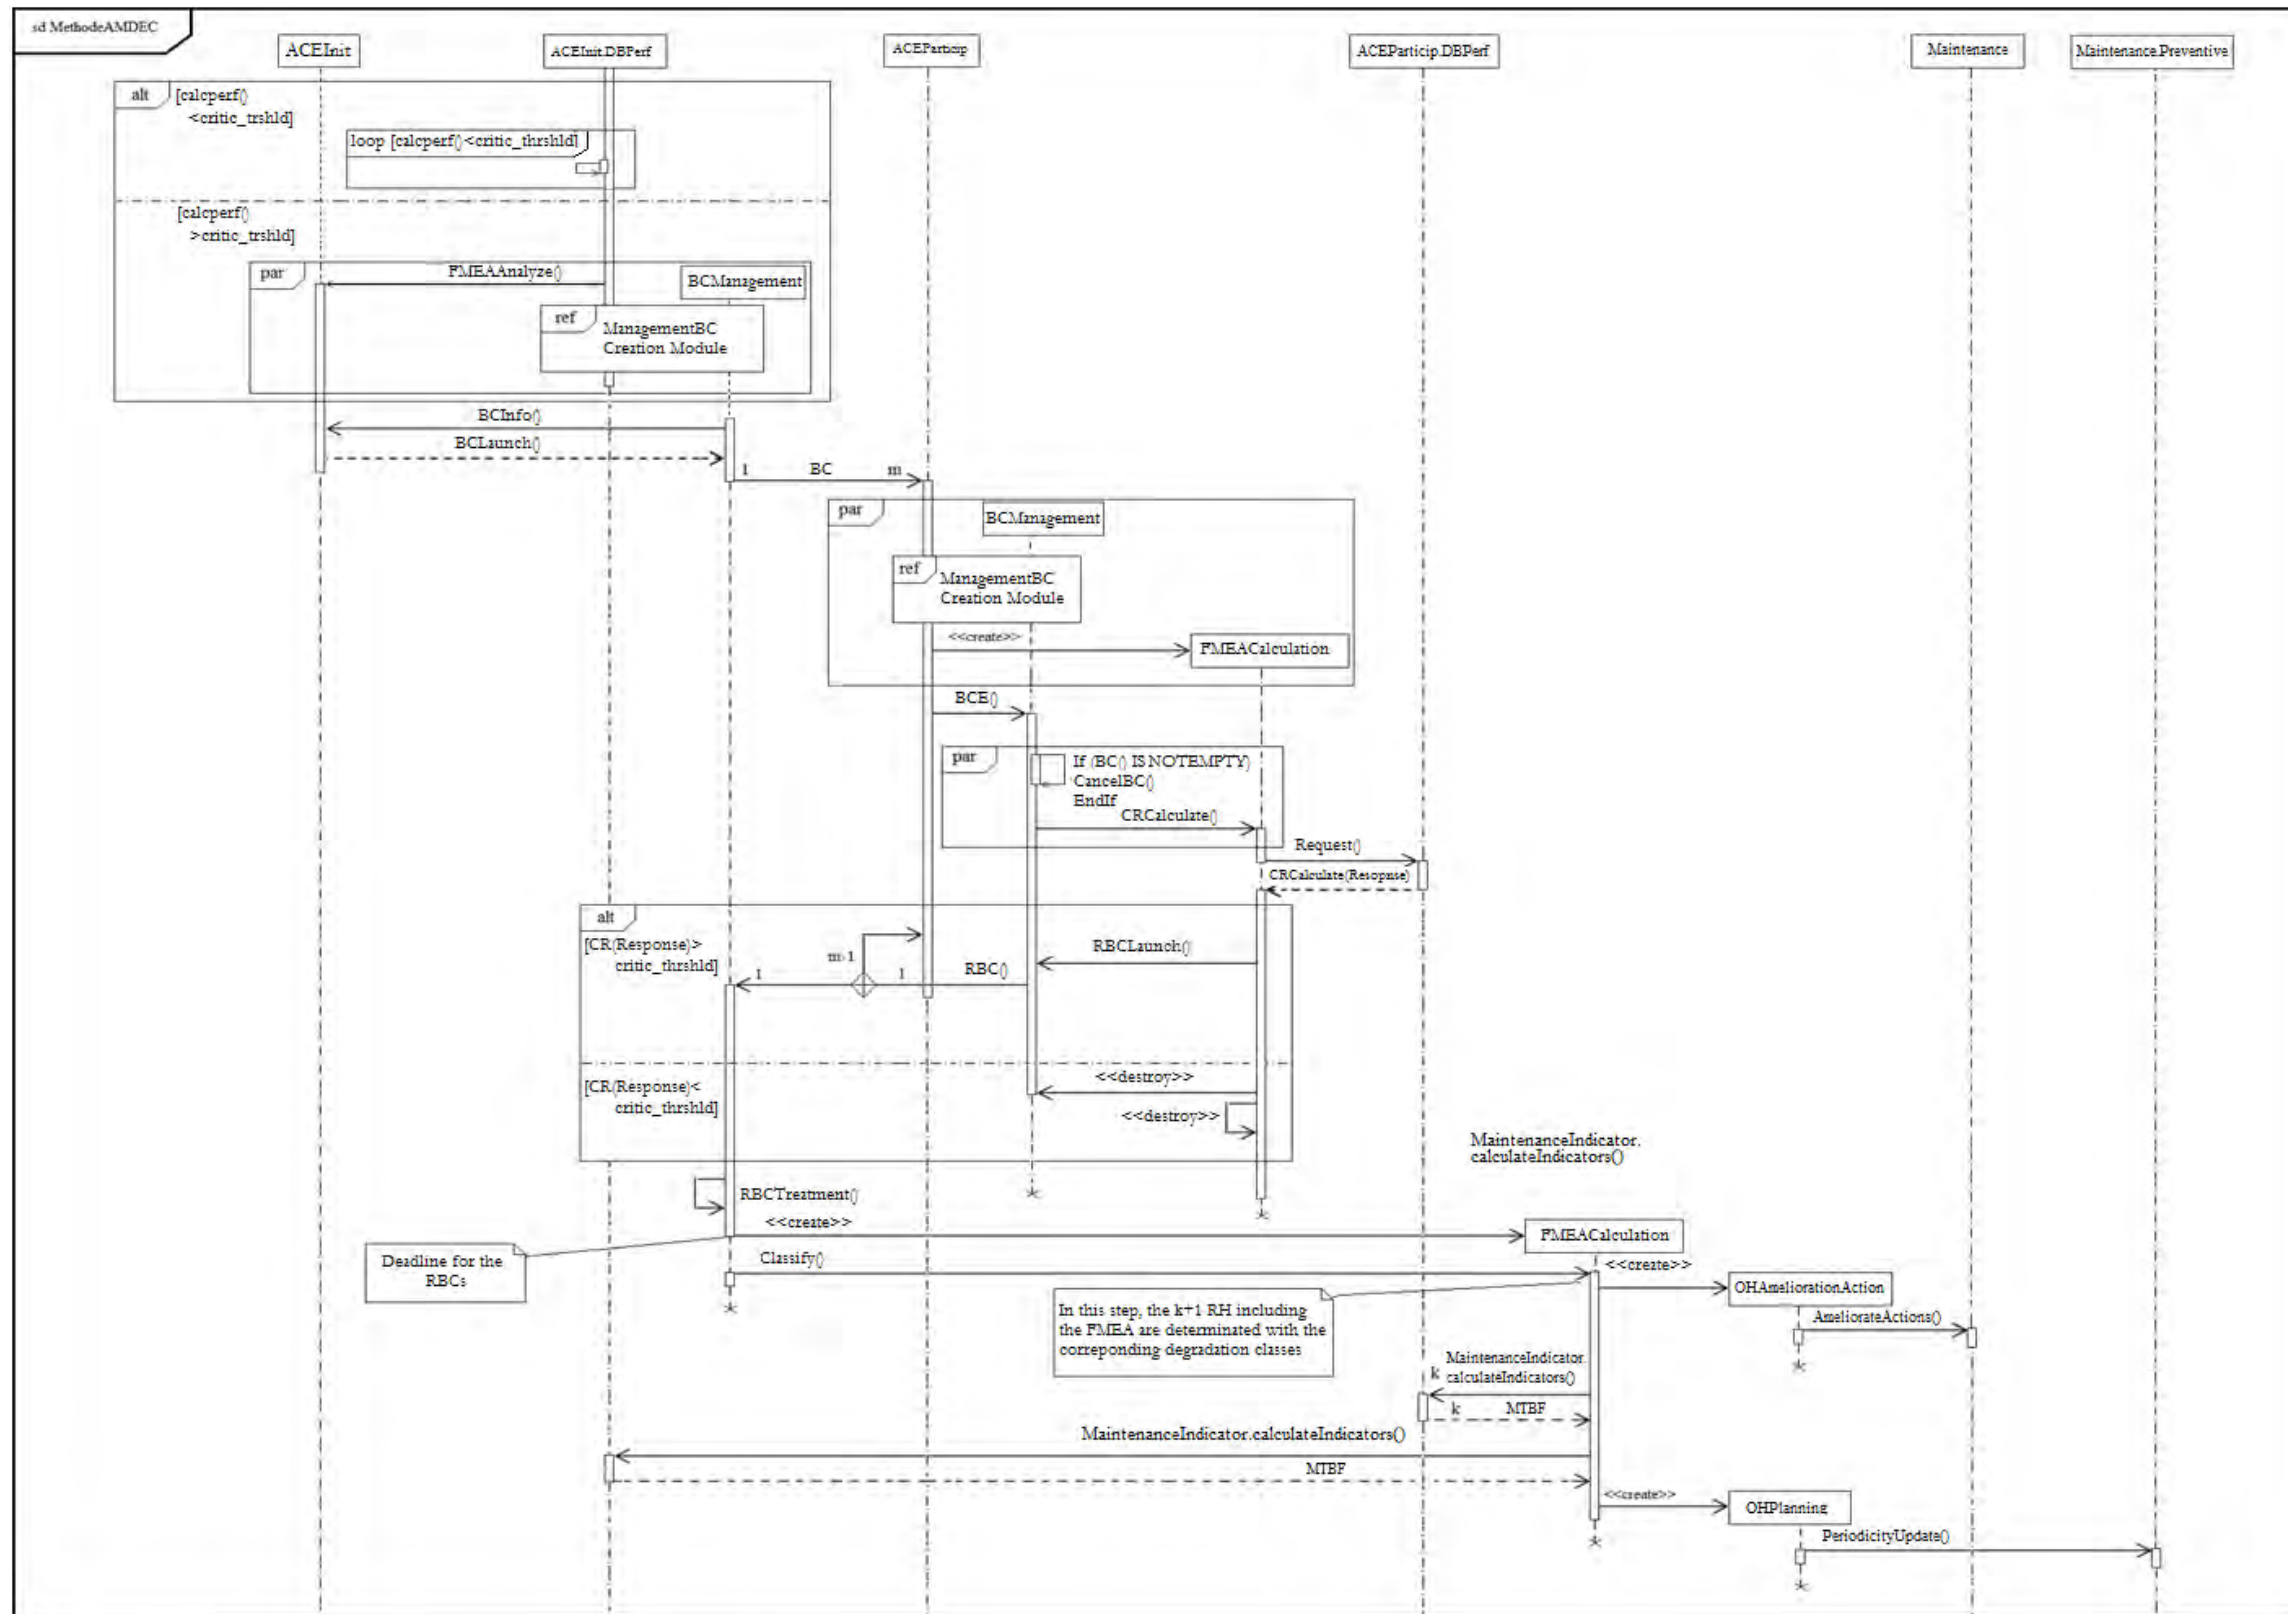 sd MethodeAMDEC
ACEInit
ACEInit.DBPerf
ACEParticip
ACEParticip.DBPerf
Maintenance
Maintenance.Preventive
alt
[calcperf()
<critic_trshld]
loop [calcperf()<critic_thrshld]
[calcperf()
>critic_trshld]
par
FMEAAnalyze()
BCManagement
ref
ManagementBC
Creation Module
BCInfo()
BCLaunch()
1
BC
m
par
BCManagement
ref
ManagementBC
Creation Module
<<create>>
FMEACalculation
BCE()
par
If (BC() IS NOTEMPTY)
CancelBC()
EndIf
CRCalculate()
Request()
CRCalculate(Resopnse)
alt
[CR(Response)>
critic_thrshld]
m-1
RBCLaunch()
1
1
RBC()
[CR(Response)<
critic_thrshld]
<<destroy>>
<<destroy>>
MaintenanceIndicator.
calculateIndicators()
RBCTreatment()
<<create>>
FMEACalculation
Deadline for the
RBCs
Classify()
<<create>>
OHAmeliorationAction
In this step, the k+1 RH including
the FMEA are determinated with the
correponding degradation classes
AmeliorateActions()
MaintenanceIndicator.
k calculateIndicators()
k
MTBF
MaintenanceIndicator.calculateIndicators()
MTBF
<<create>>
OHPlanning
PeriodicityUpdate()